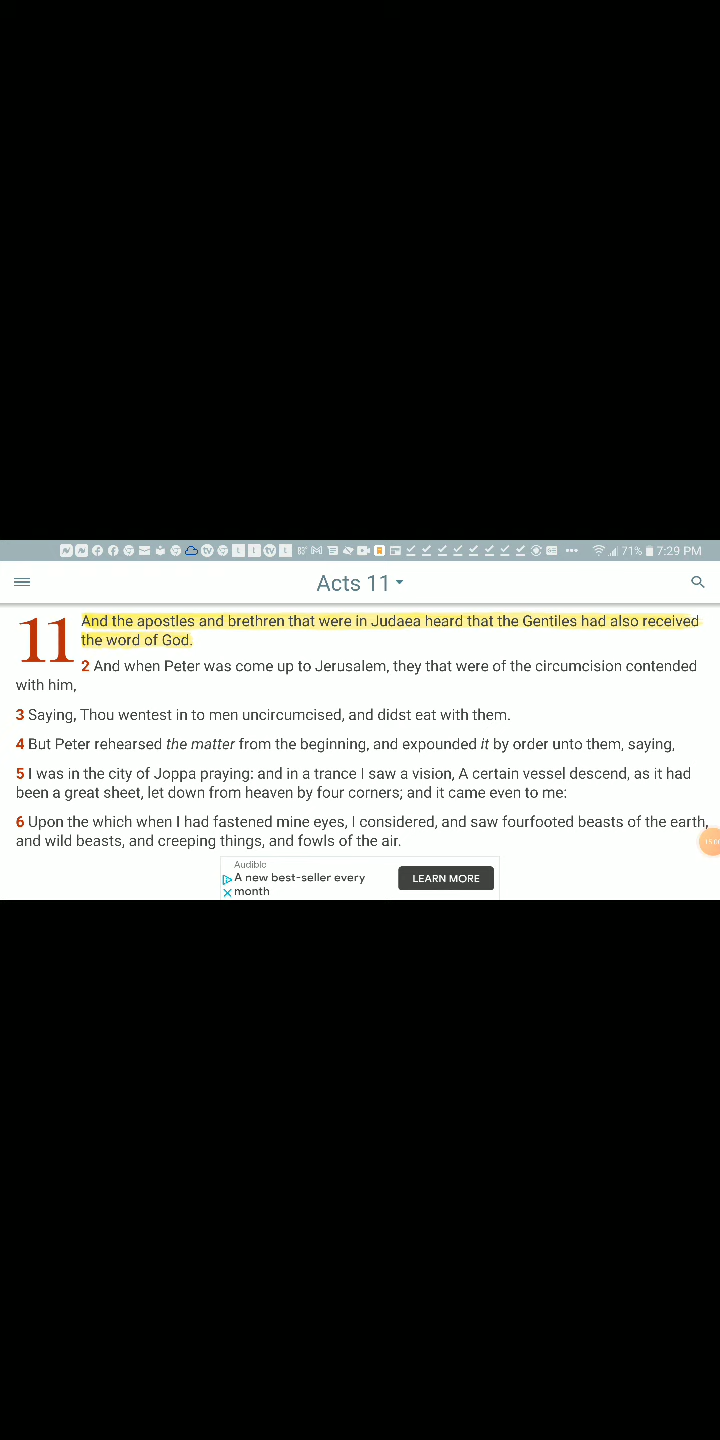 71% 7:29 PM
Acts 11
11 And the apostles and brethren that were in Judaea heard that the Gentiles had also received
the word of God.
2 And when Peter was come up to Jerusalem, they that were of the circumcision contended
with him,
3 Saying, Thou wentest in to men uncircumcised, and didst eat with them.
4 But Peter rehearsed the matter from the beginning, and expounded it by order unto them, saying,
5 I was in the city of Joppa praying: and in a trance I saw a vision, A certain vessel descend, as it had
been a great sheet, let down from heaven by four corners; and it came even to me:
6 Upon the which when I had fastened mine eyes, I considered, and saw fourfooted beasts of the earth,
and wild beasts, and creeping things, and fowls of the air.
Audible
A new best-seller every
month
LEARN MORE